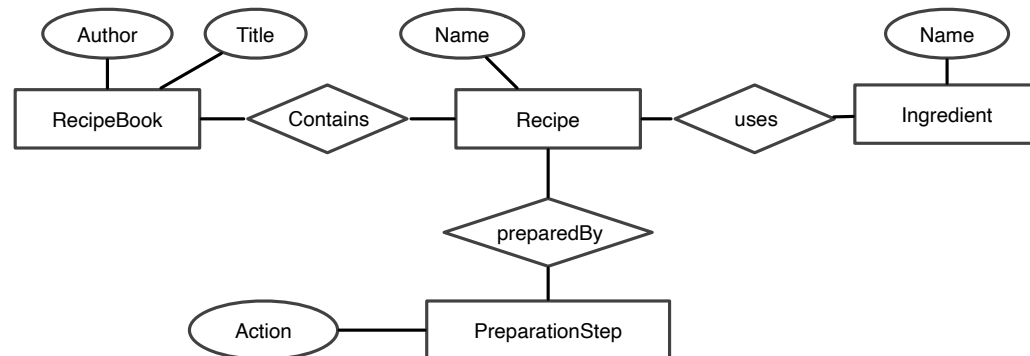 Author
Title
Name
Name
RecipeBook
Contains
Recipe
uses
Ingredient
preparedBy
Action
PreparationStep